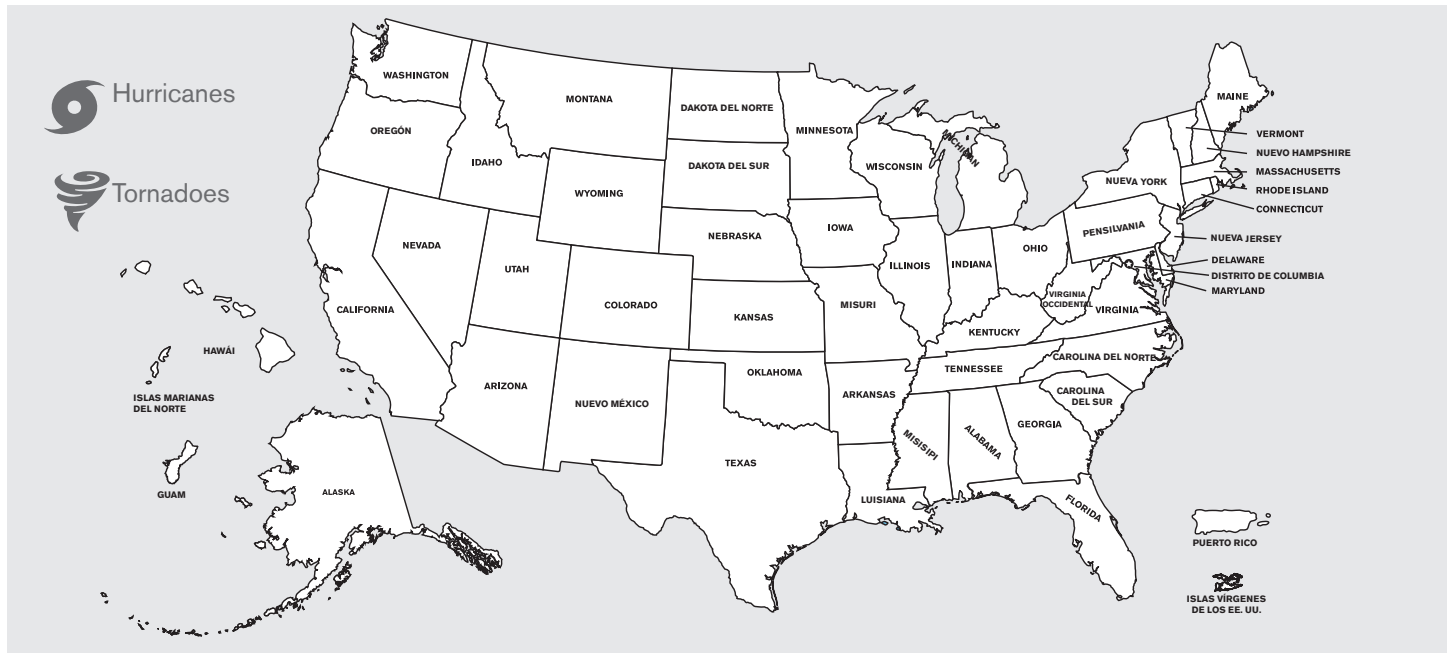 Hurricanes
Tornadoes
WASHINGTON
OREGÓN
IDAHO
MONTANA
WYOMING
DAKOTA DEL NORTE
DAKOTA DEL SUR
MINNESOTA
WISCONSIN
MICHIGAN
MAINE
VERMONT
NUEVO HAMPSHIRE
MASSACHUSETTS
RHODE ISLAND
CONNECTICUT
NUEVA YORK
PENSILVANIA
NUEVA JERSEY
DELAWARE
DISTRITO DE COLUMBIA
MARYLAND
NEVADA
UTAH
CALIFORNIA
COLORADO
NEBRASKA
KANSAS
IOWA
MISURI
ILLINOIS
INDIANA
OHIO
VIRGINIA
OCCIDENTAL
VIRGINIA
KENTUCKY
TENNESSEE
CAROLINA DEL NORTE
CAROLINA
DEL SUR
ARIZONA
NUEVO MÉXICO
OKLAHOMA
TEXAS
ARKANSAS
LUISIANA
MISISIPI
ALABAMA
GEORGIA
FLORIDA
HAWÁI
ISLAS MARIANAS
DEL NORTE
GUAM
ALASKA
PUERTO RICO
ISLAS VÍRGENES
DE LOS EE. UU.